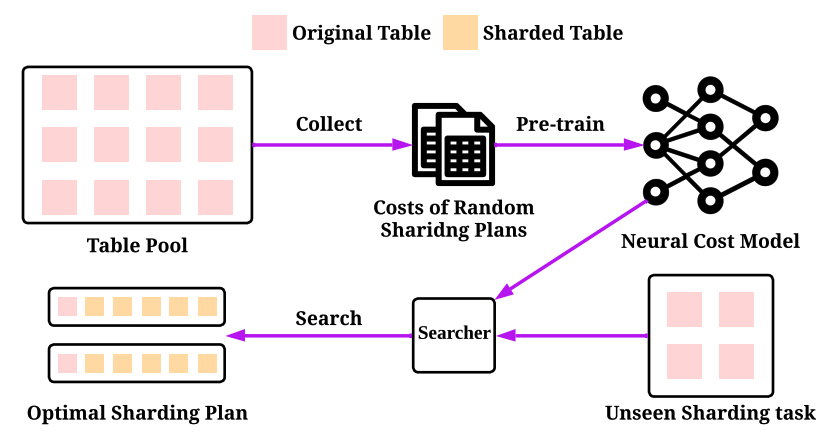 Original Table
Sharded Table
Collect
Pre-train
Costs of Random
Sharidng Plans
Table Pool
Neural Cost Model
Search
Searcher
Optimal Sharding Plan
Unseen Sharding task